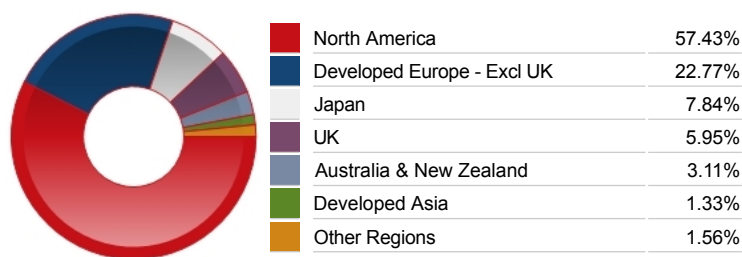 North America 57.43%
Developed Europe - Excl UK 22.77%
Japan 7.84%
UK 5.95%
Australia & New Zealand 3.11%
Developed Asia 1.33%
Other Regions 1.56%